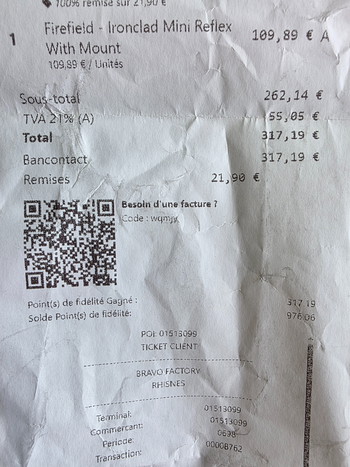 100% remise sur 21,90 €
1 Firefield - Ironclad Mini Reflex With Mount 109,89 € A
109,89 € / Unités
Sous-total 262,14 €
TVA 21% (A) 55,05 €
Total 317,19 €
Bancontact 317,19 €
Remises 21,90 €
Besoin d'une facture ?
Code : wqmjy
Point(s) de fidélité Gagné : 317.19
Solde Point(s) de fidélité: 976.06
POI: 01513099
TICKET CLIENT
BRAVO FACTORY
RHISNES
Terminal: 01513099
Commercant: 01513099
Periode: 0698
Transaction: 00008762